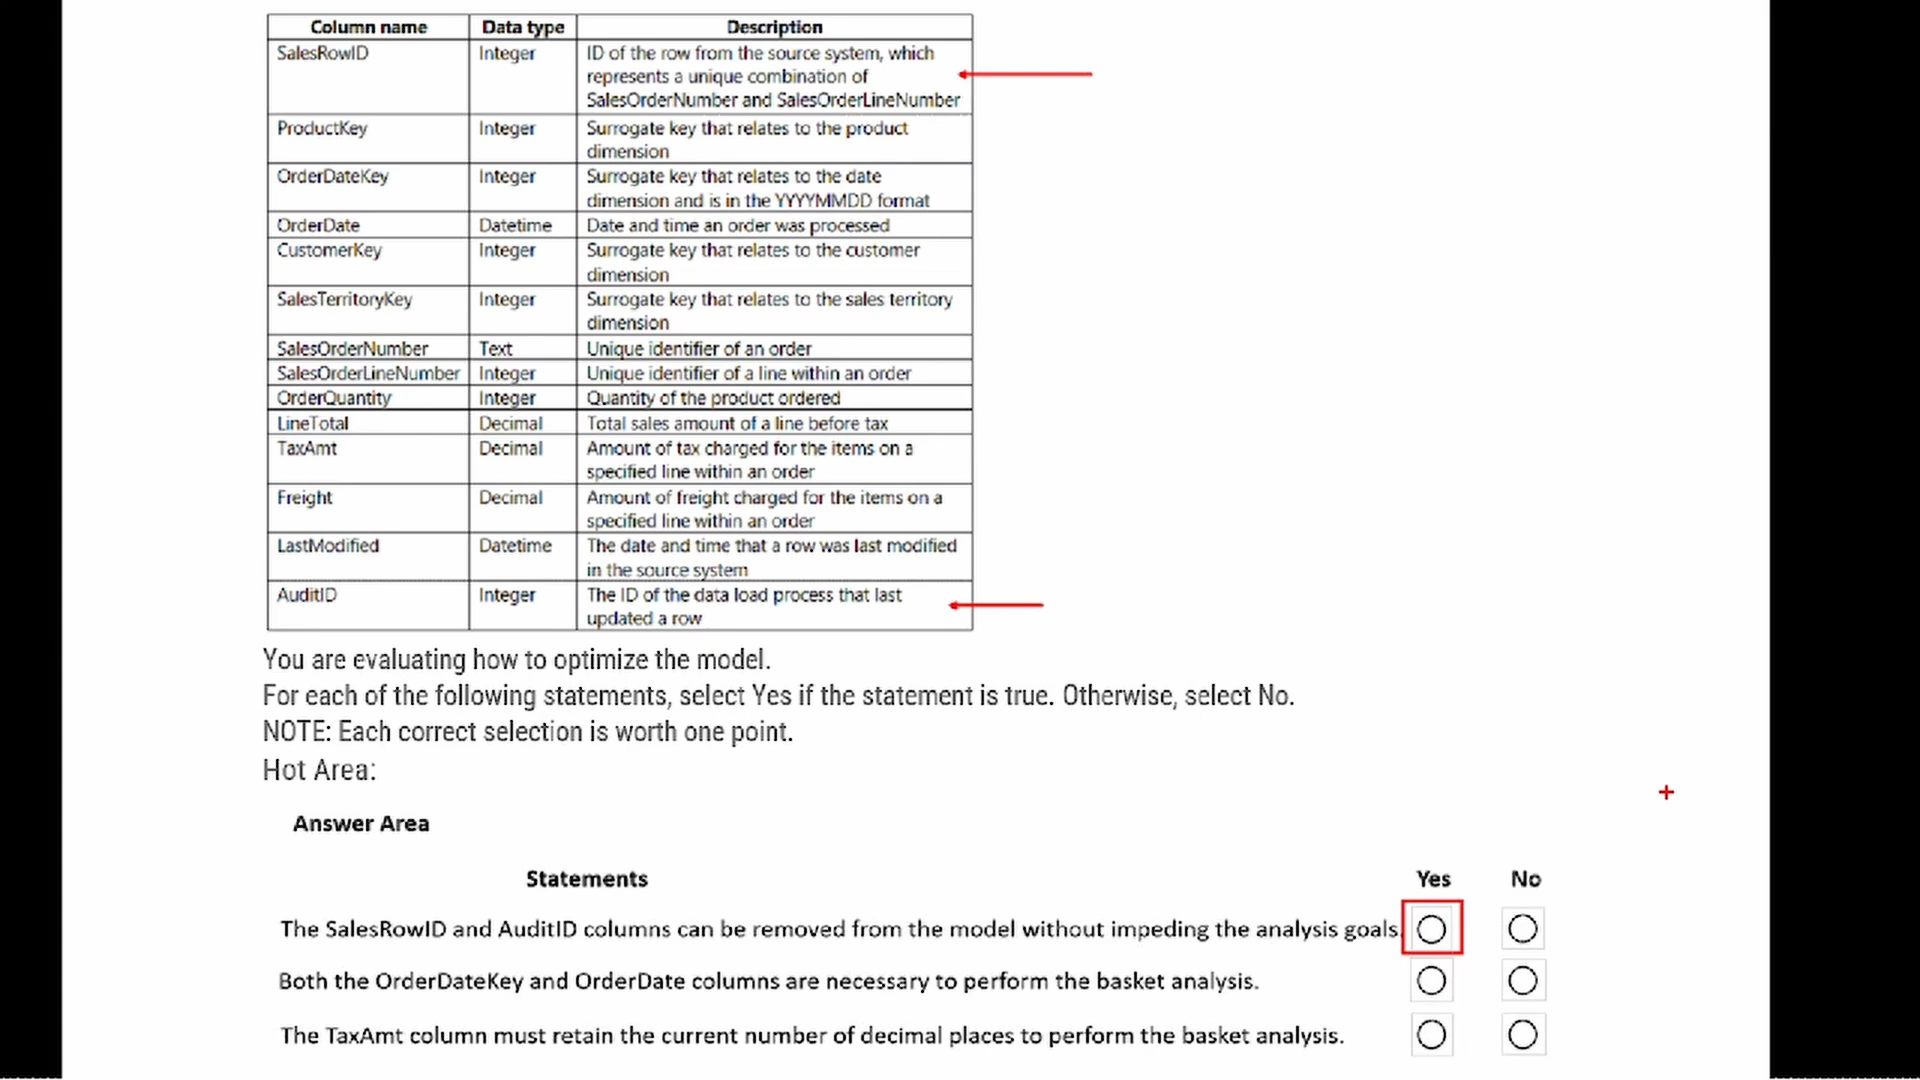 Column name Data type Description
SalesRowID Integer ID of the row from the source system, which
represents a unique combination of
SalesOrderNumber and SalesOrderLineNumber
ProductKey Integer Surrogate key that relates to the product
dimension
OrderDateKey Integer Surrogate key that relates to the date
dimension and is in the YYYYMMDD format
OrderDate Datetime Date and time an order was processed
CustomerKey Integer Surrogate key that relates to the customer
dimension
SalesTerritoryKey Integer Surrogate key that relates to the sales territory
dimension
SalesOrderNumber Text Unique identifier of an order
SalesOrderLineNumber Integer Unique identifier of a line within an order
OrderQuantity Integer Quantity of the product ordered
LineTotal Decimal Total sales amount of a line before tax
TaxAmt Decimal Amount of tax charged for the items on a
specified line within an order
Freight Decimal Amount of freight charged for the items on a
specified line within an order
LastModified Datetime The date and time that a row was last modified
in the source system
AuditID Integer The ID of the data load process that last
updated a row
You are evaluating how to optimize the model.
For each of the following statements, select Yes if the statement is true. Otherwise, select No.
NOTE: Each correct selection is worth one point.
Hot Area:
Answer Area
Statements Yes No
The SalesRowID and AuditID columns can be removed from the model without impeding the analysis goals.
Both the OrderDateKey and OrderDate columns are necessary to perform the basket analysis.
The TaxAmt column must retain the current number of decimal places to perform the basket analysis.